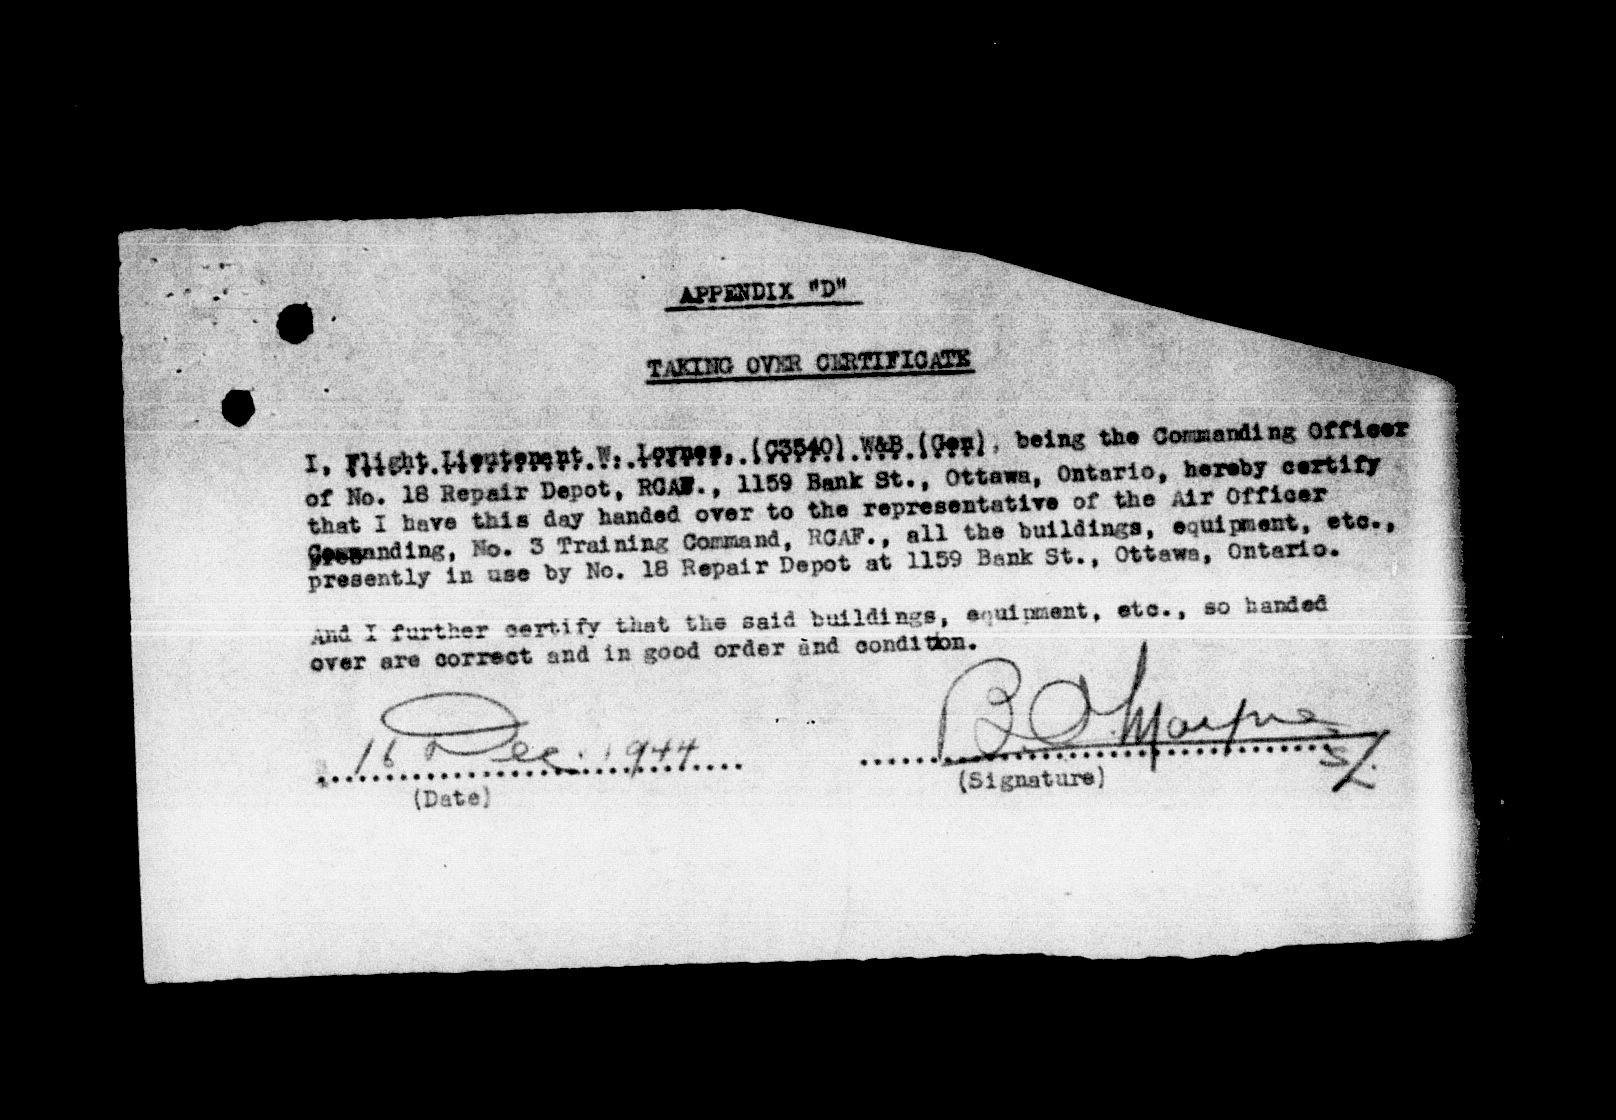 APPENDIX "D"
TAKING OVER CERTIFICATE
I, Flight Lieutenant W. Loynes, (C3540) W&B (Gen), being the Commanding Officer
of No. 18 Repair Depot, RCAF., 1159 Bank St., Ottawa, Ontario, hereby certify
that I have this day handed over to the representative of the Air Officer
Commanding, No. 3 Training Command, RCAF., all the buildings, equipment, etc.,
presently in use by No. 18 Repair Depot at 1159 Bank St., Ottawa, Ontario.
And I further certify that the said buildings, equipment, etc., so handed
over are correct and in good order and condition.
16 Dec. 1944
(Date)
(Signature)